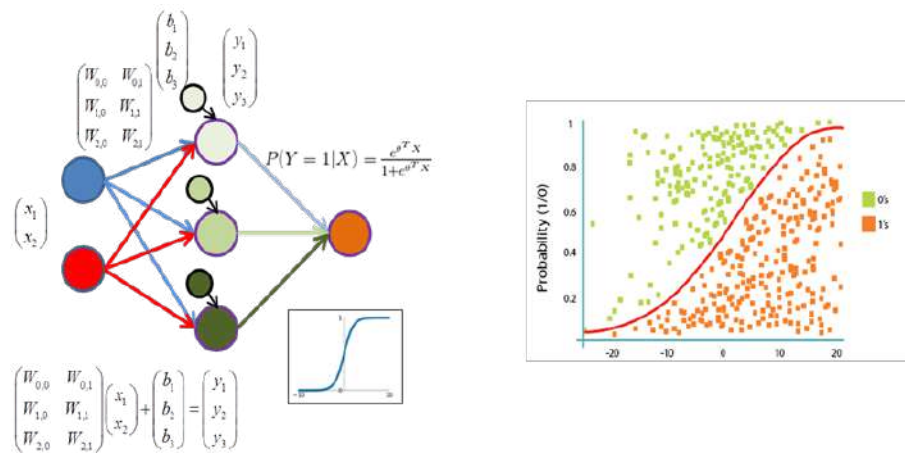 b₁
b₂
b₃
y₁
y₂
y₃
W₀,₀ W₀,₁
W₁,₀ W₁,₁
W₂,₀ W₂,₁
P(Y = 1|X) = e^{θ^T X} / 1+e^{θ^T X}
x₁
x₂
1
0
-10
10
W₀,₀ W₀,₁
W₁,₀ W₁,₁
W₂,₀ W₂,₁
x₁
x₂
+
b₁
b₂
b₃
=
y₁
y₂
y₃
Probability (1/0)
1
0.8
0.6
0.2
-20
-10
0
10
20
0's
1's